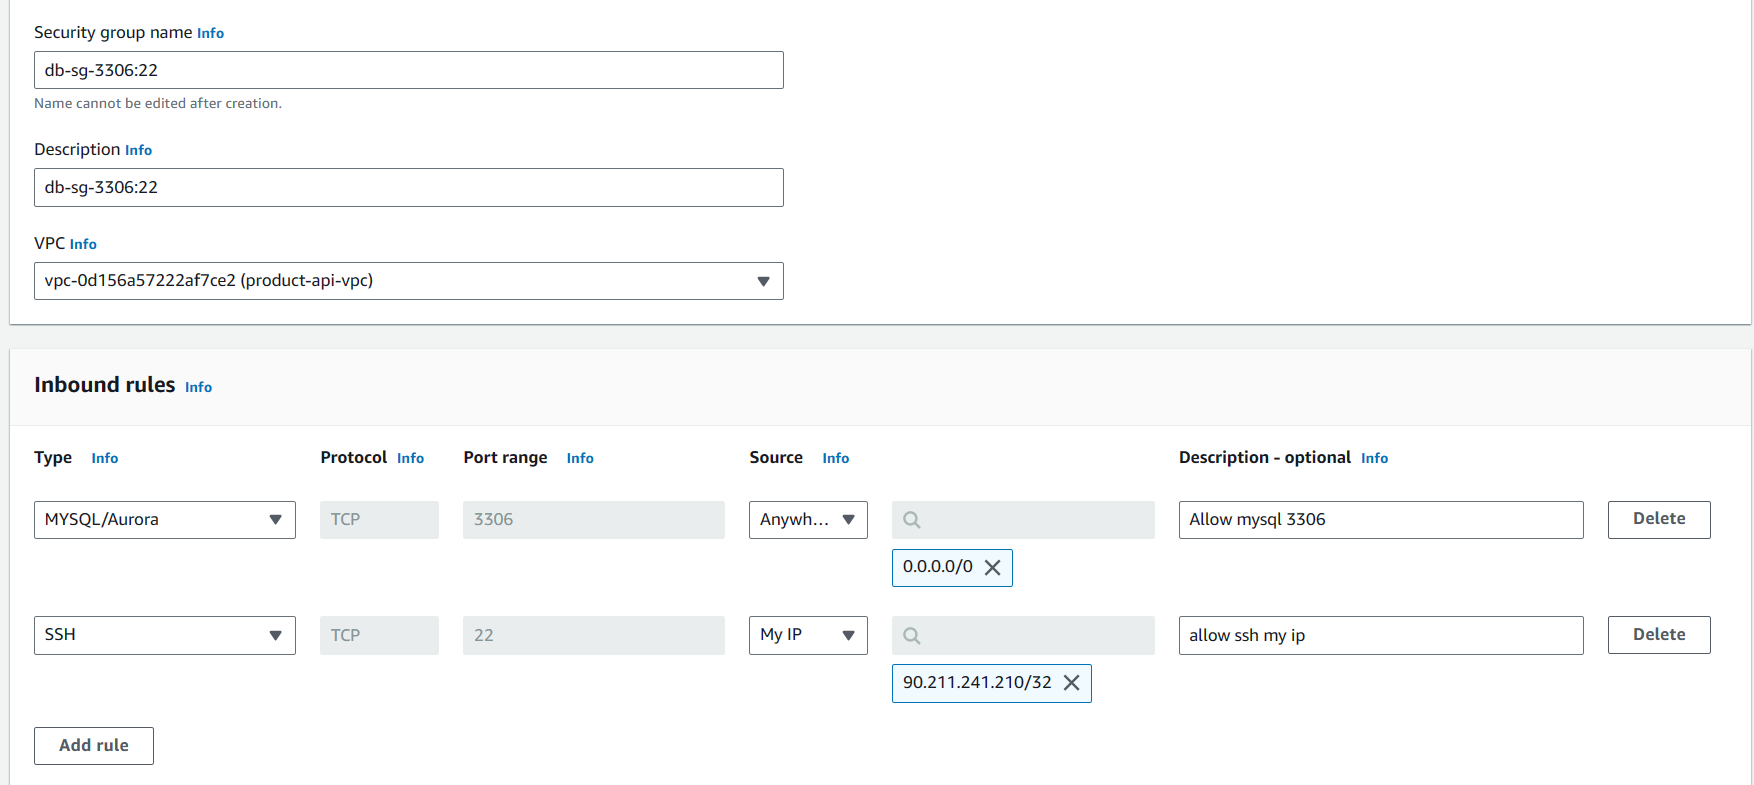 Security group name Info
db-sg-3306:22
Name cannot be edited after creation.
Description Info
db-sg-3306:22
VPC Info
vpc-0d156a57222af7ce2 (product-api-vpc)
Inbound rules Info
Type Info Protocol Info Port range Info Source Info Description - optional Info
MYSQL/Aurora TCP 3306 Anywh... Allow mysql 3306 Delete
0.0.0.0/0
SSH TCP 22 My IP allow ssh my ip Delete
90.211.241.210/32
Add rule